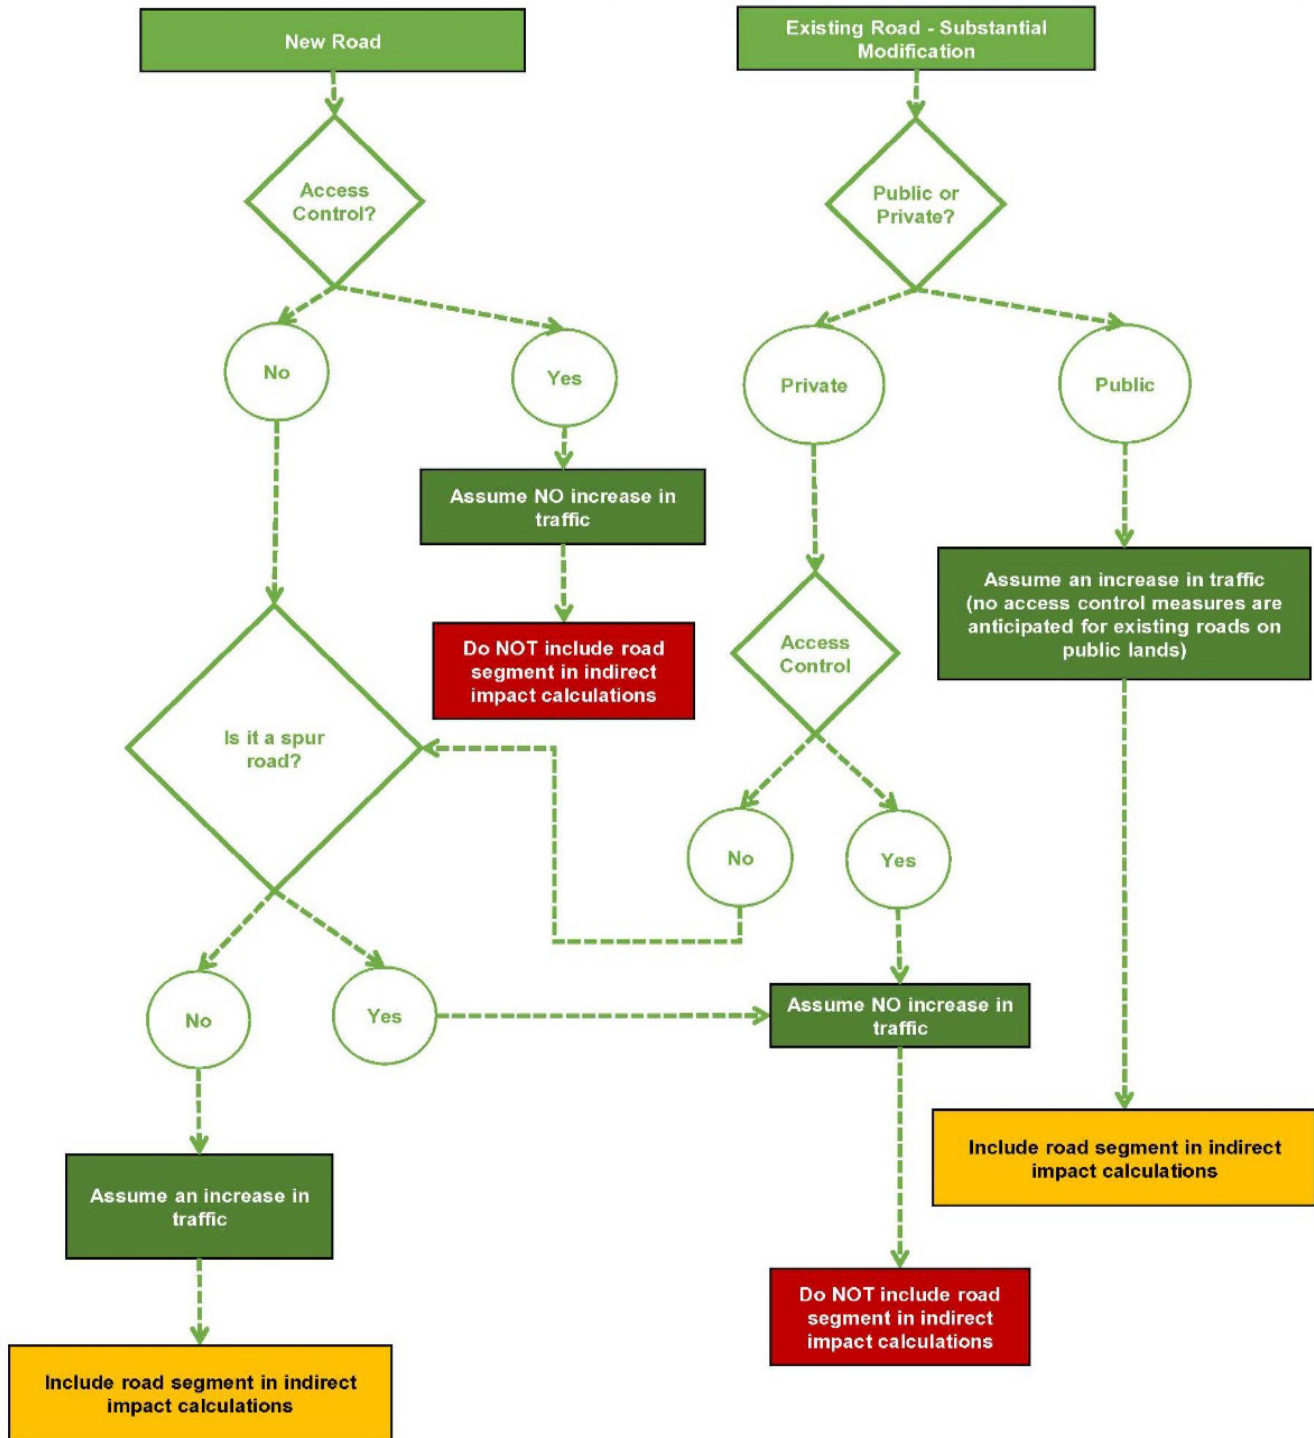 New Road
Existing Road - Substantial
Modification
Access
Control?
Public or
Private?
No
Yes
Private
Public
Assume NO increase in
traffic
Assume an increase in traffic
(no access control measures are
anticipated for existing roads on
public lands)
Do NOT include road
segment in indirect
impact calculations
Access
Control
Is it a spur
road?
No
Yes
No
Yes
Assume NO increase in
traffic
Include road segment in indirect
impact calculations
Assume an increase in
traffic
Do NOT include road
segment in indirect
impact calculations
Include road segment in indirect
impact calculations